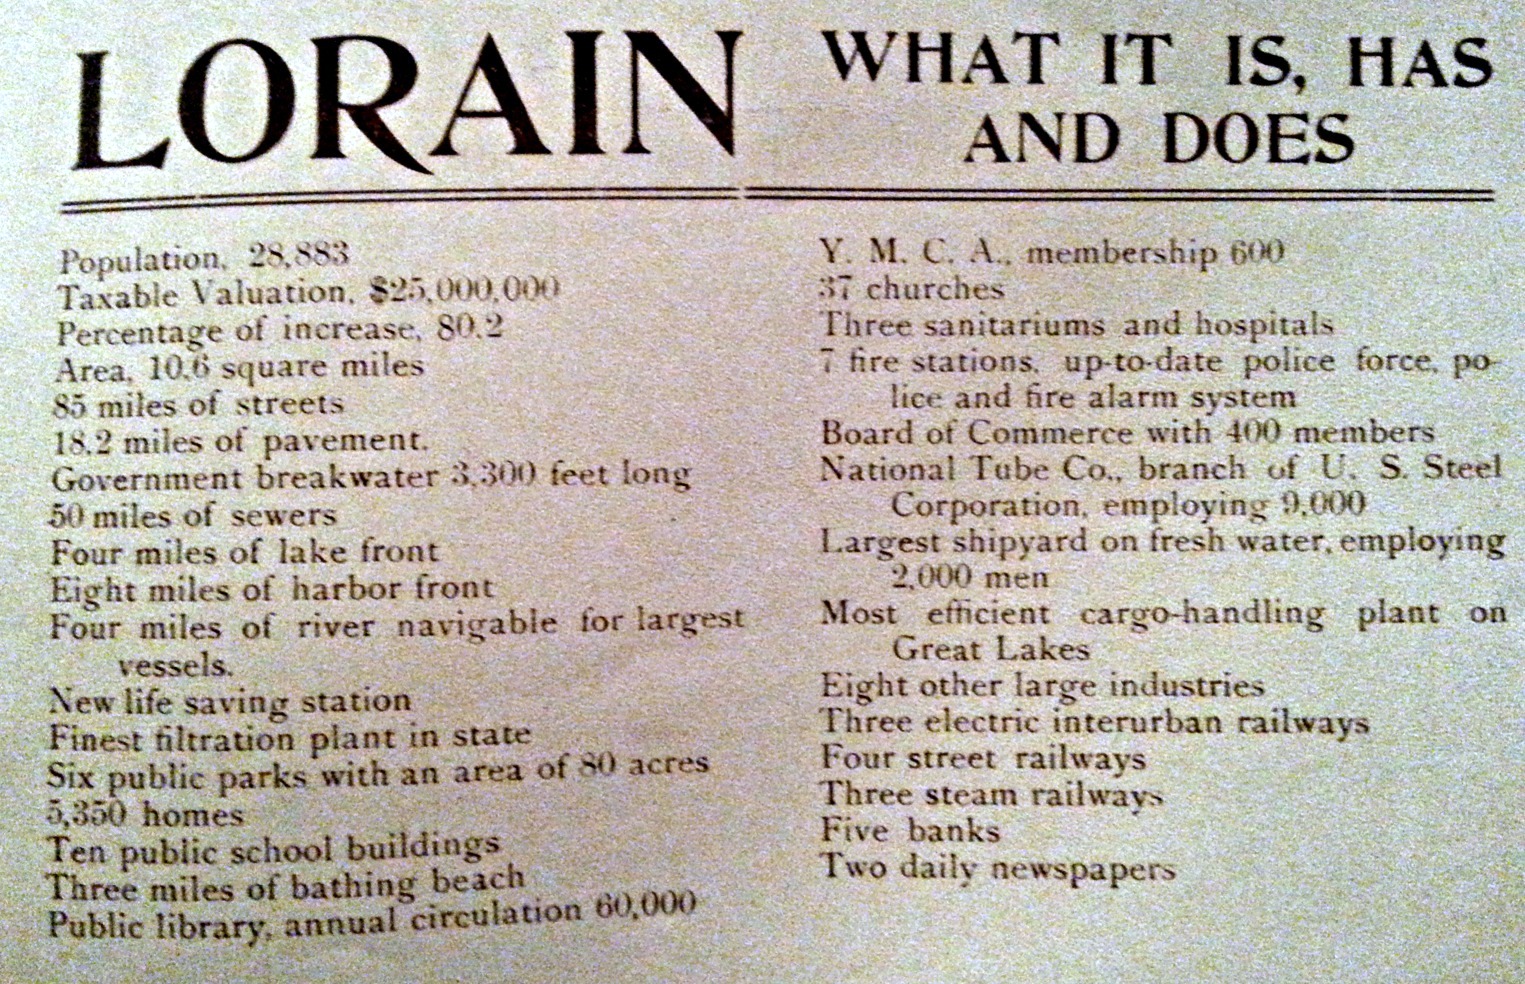 LORAIN
WHAT IT IS, HAS
AND DOES
Population, 28,883
Taxable Valuation, $25,000,000
Percentage of increase, 80.2
Area, 10.6 square miles
85 miles of streets
18.2 miles of pavement.
Government breakwater 3,300 feet long
50 miles of sewers
Four miles of lake front
Eight miles of harbor front
Four miles of river navigable for largest
vessels.
New life saving station
Finest filtration plant in state
Six public parks with an area of 80 acres
5,350 homes
Ten public school buildings
Three miles of bathing beach
Public library, annual circulation 60,000
Y. M. C. A., membership 600
37 churches
Three sanitariums and hospitals
7 fire stations, up-to-date police force, po-
lice and fire alarm system
Board of Commerce with 400 members
National Tube Co., branch of U. S. Steel
Corporation, employing 9,000
Largest shipyard on fresh water, employing
2,000 men
Most efficient cargo-handling plant on
Great Lakes
Eight other large industries
Three electric interurban railways
Four street railways
Three steam railways
Five banks
Two daily newspapers